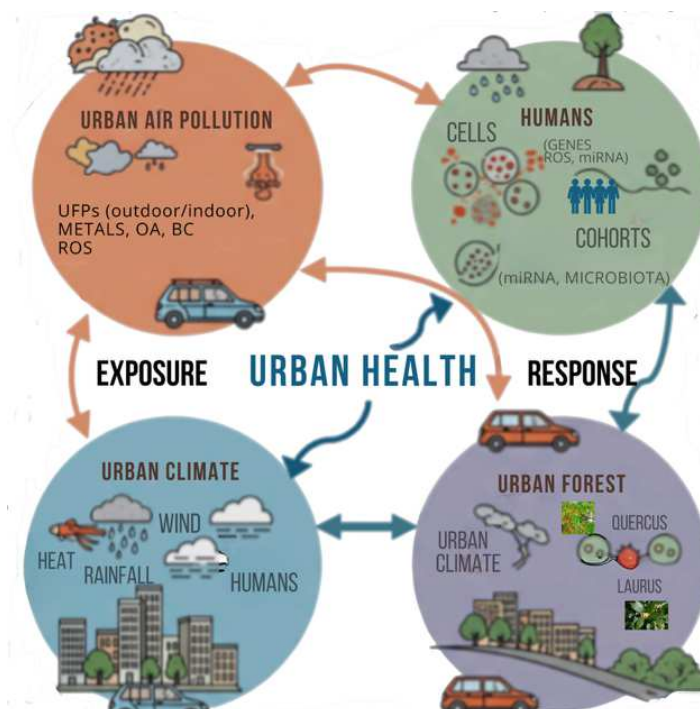 URBAN AIR POLLUTION
UFPs (outdoor/indoor),
METALS, OA, BC
ROS
HUMANS
CELLS
(GENES
ROS, miRNA)
COHORTS
(miRNA, MICROBIOTA)
EXPOSURE
URBAN HEALTH
RESPONSE
URBAN CLIMATE
WIND
HEAT
RAINFALL
HUMANS
URBAN FOREST
URBAN
CLIMATE
QUERCUS
LAURUS